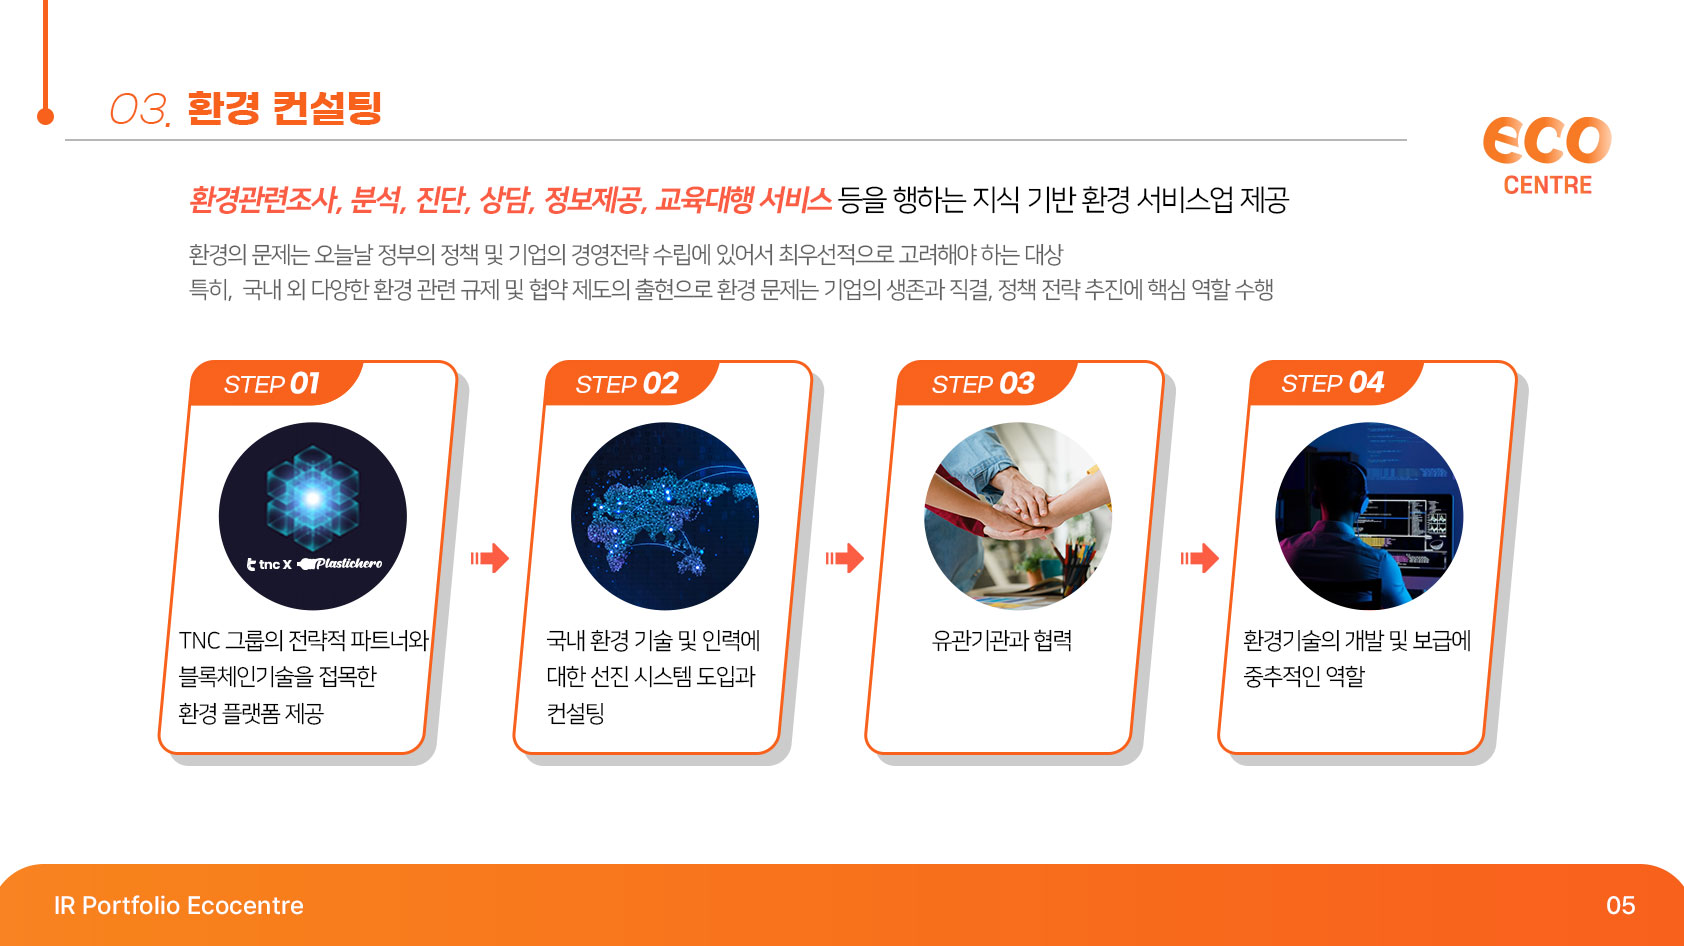 03. 환경 컨설팅
eco
CENTRE
환경관련조사, 분석, 진단, 상담, 정보제공, 교육대행 서비스 등을 행하는 지식 기반 환경 서비스업 제공
환경의 문제는 오늘날 정부의 정책 및 기업의 경영전략 수립에 있어서 최우선적으로 고려해야 하는 대상
특히, 국내 외 다양한 환경 관련 규제 및 협약 제도의 출현으로 환경 문제는 기업의 생존과 직결, 정책 전략 추진에 핵심 역할 수행
STEP 01
tnc X Plastichero
TNC 그룹의 전략적 파트너와
블록체인기술을 접목한
환경 플랫폼 제공
STEP 02
국내 환경 기술 및 인력에
대한 선진 시스템 도입과
컨설팅
STEP 03
유관기관과 협력
STEP 04
환경기술의 개발 및 보급에
중추적인 역할
IR Portfolio Ecocentre
05